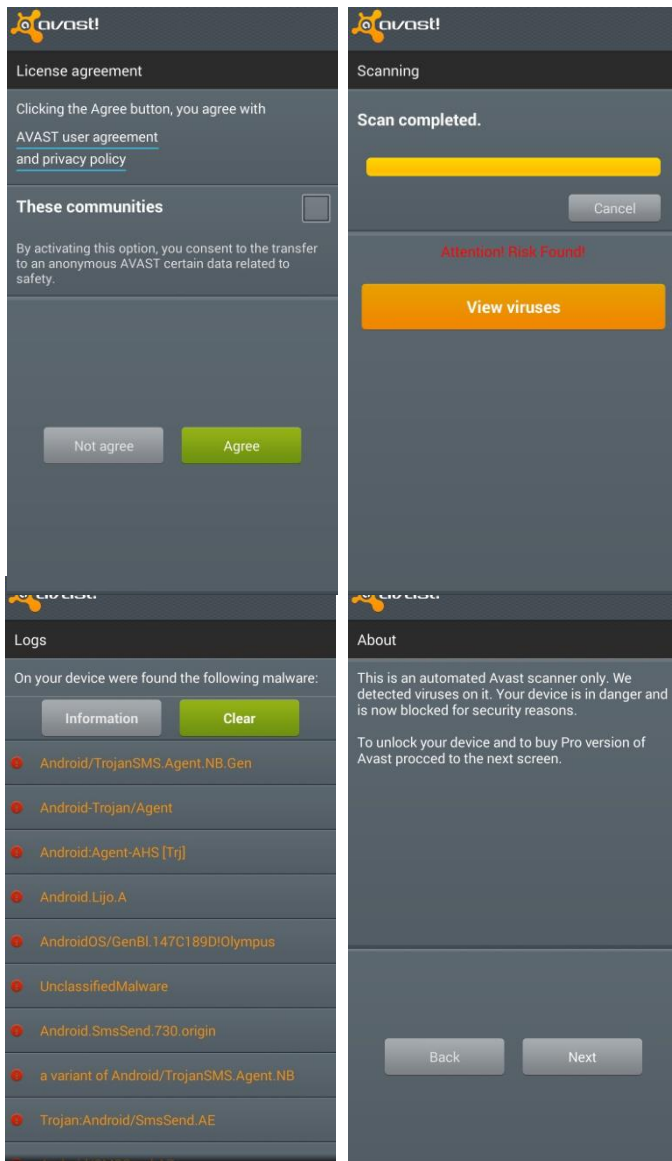 avast!
License agreement
Clicking the Agree button, you agree with
AVAST user agreement
and privacy policy
These communities
By activating this option, you consent to the transfer
to an anonymous AVAST certain data related to
safety.
Not agree
Agree
avast!
Scanning
Scan completed.
Cancel
Attention! Risk Found!
View viruses
avast!
Logs
On your device were found the following malware:
Information
Clear
Android/TrojanSMS.Agent.NB.Gen
Android-Trojan/Agent
Android:Agent-AHS [Trj]
Android.Lijo.A
AndroidOS/GenBl.147C189D!Olympus
UnclassifiedMalware
Android.SmsSend.730.origin
a variant of Android/TrojanSMS.Agent.NB
Trojan:Android/SmsSend.AE
avast!
About
This is an automated Avast scanner only. We
detected viruses on it. Your device is in danger and
is now blocked for security reasons.
To unlock your device and to buy Pro version of
Avast procced to the next screen.
Back
Next